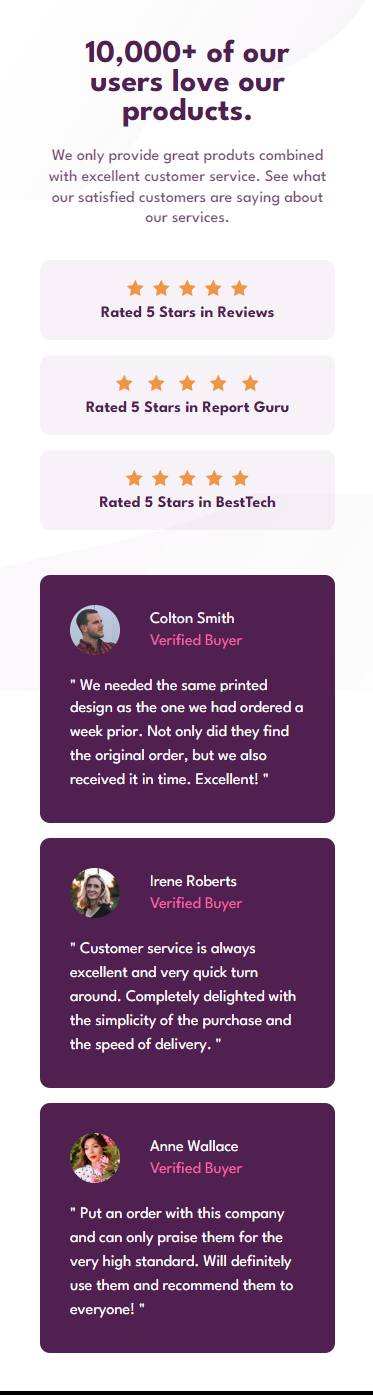 10,000+ of our
users love our
products.
We only provide great produts combined
with excellent customer service. See what
our satisfied customers are saying about
our services.
Rated 5 Stars in Reviews
Rated 5 Stars in Report Guru
Rated 5 Stars in BestTech
Colton Smith
Verified Buyer
" We needed the same printed
design as the one we had ordered a
week prior. Not only did they find
the original order, but we also
received it in time. Excellent! "
Irene Roberts
Verified Buyer
" Customer service is always
excellent and very quick turn
around. Completely delighted with
the simplicity of the purchase and
the speed of delivery. "
Anne Wallace
Verified Buyer
" Put an order with this company
and can only praise them for the
very high standard. Will definitely
use them and recommend them to
everyone! "